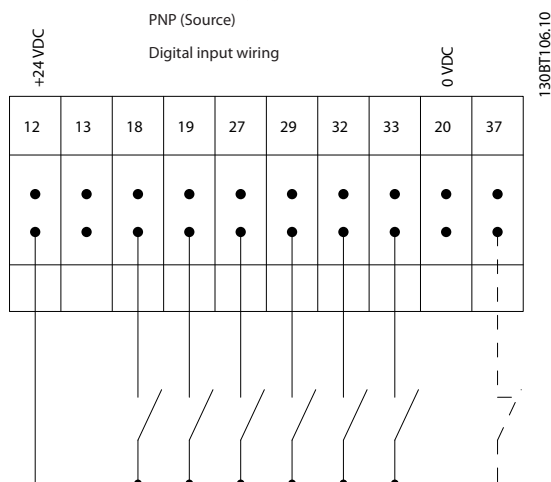 PNP (Source)
Digital input wiring
+24 VDC
0 VDC
130BT106.10
12 13 18 19 27 29 32 33 20 37